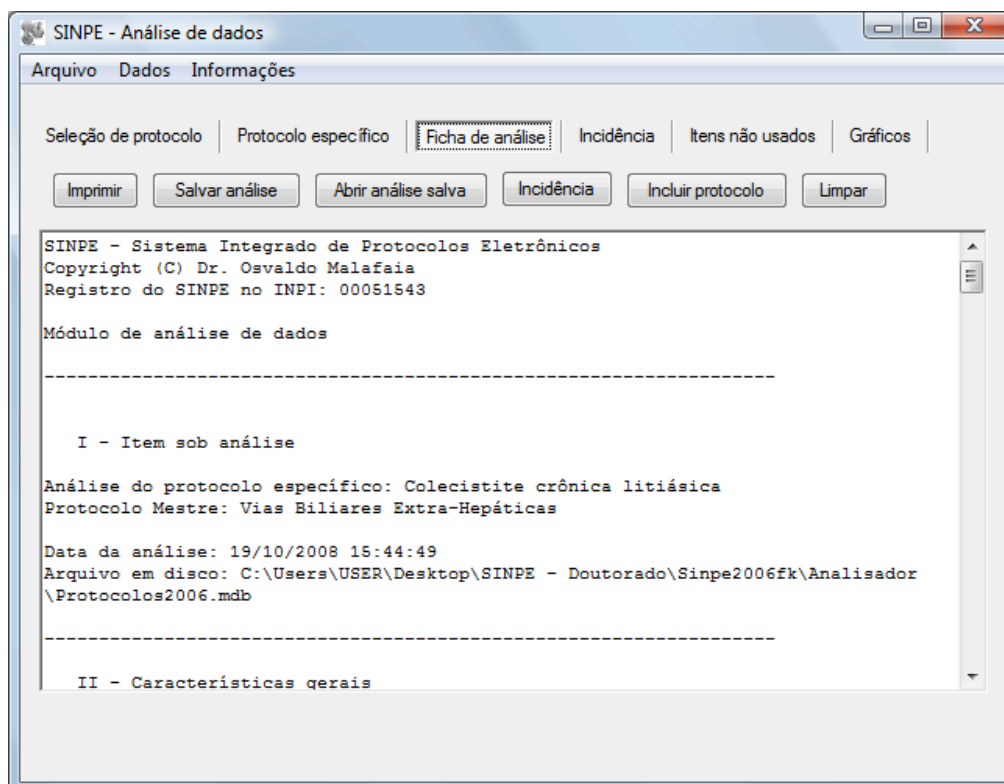 SINPE - Análise de dados
Arquivo Dados Informações
Seleção de protocolo Protocolo específico Ficha de análise Incidência Itens não usados Gráficos
Imprimir Salvar análise Abrir análise salva Incidência Incluir protocolo Limpar
SINPE - Sistema Integrado de Protocolos Eletrônicos
Copyright (C) Dr. Osvaldo Malafaia
Registro do SINPE no INPI: 00051543
Módulo de análise de dados
-------------------------------------------------------------------
I - Item sob análise
Análise do protocolo específico: Colecistite crônica litiásica
Protocolo Mestre: Vias Biliares Extra-Hepáticas
Data da análise: 19/10/2008 15:44:49
Arquivo em disco: C:\Users\USER\Desktop\SINPE - Doutorado\Sinpe2006fk\Analisador
\Protocolos2006.mdb
-------------------------------------------------------------------
II - Características gerais